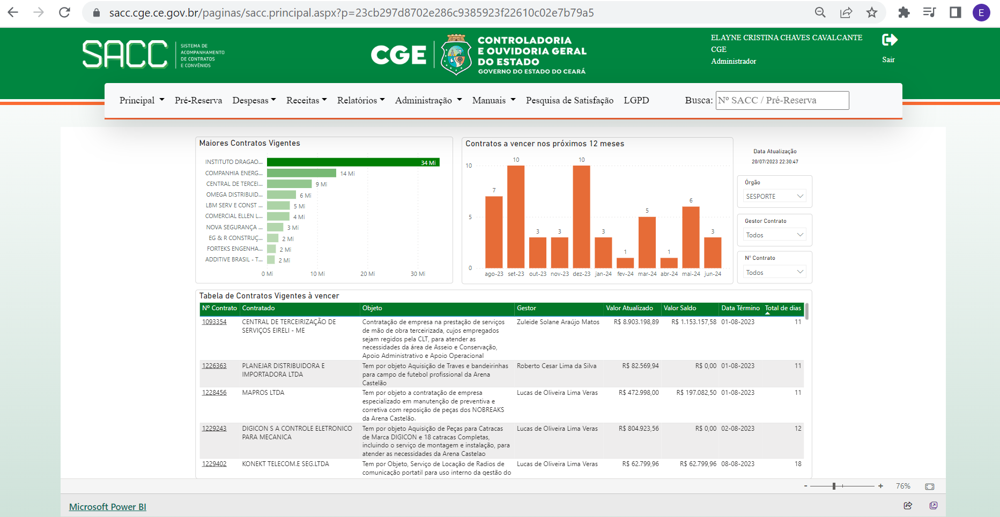 sacc.cge.ce.gov.br/paginas/sacc.principal.aspx?p=23cb297d8702e286c9385923f22610c02e7b79a5
E
SACC
SISTEMA DE
ACOMPANHAMENTO
DE CONTRATOS
E CONVÊNIOS
CGE
CONTROLADORIA
E OUVIDORIA GERAL
DO ESTADO
GOVERNO DO ESTADO DO CEARÁ
ELAYNE CRISTINA CHAVES CAVALCANTE
CGE
Administrador
Sair
Principal Pré-Reserva Despesas Receitas Relatórios Administração Manuais Pesquisa de Satisfação LGPD Busca: Nº SACC / Pré-Reserva
Maiores Contratos Vigentes
INSTITUTO DRAGAO... 34 Mi
COMPANHIA ENERG... 14 Mi
CENTRAL DE TERCEI... 9 Mi
OMEGA DISTRIBUID... 6 Mi
LBM SERV E CONST ... 5 Mi
COMERCIAL ELLEN L... 4 Mi
NOVA SEGURANÇA ... 3 Mi
EG & R CONSTRUÇ... 2 Mi
FORTEKS ENGENHA... 2 Mi
ADDITIVE BRASIL - T... 2 Mi
0 Mi 10 Mi 20 Mi 30 Mi
Contratos a vencer nos próximos 12 meses
10
5
0
7 10 3 3 10 3 1 5 1 6 3
ago-23 set-23 out-23 nov-23 dez-23 jan-24 fev-24 mar-24 abr-24 mai-24 jun-24
Data Atualização
20/07/2023 22:30:47
Órgão
SESPORTE
Gestor Contrato
Todos
Nº Contrato
Todos
Tabela de Contratos Vigentes à vencer
Nº Contrato Contratado Objeto Gestor Valor Atualizado Valor Saldo Data Término Total de dias
1093354 CENTRAL DE TERCEIRIZAÇÃO DE Contratação de empresa na prestação de serviços Zuleide Solane Araújo Matos R$ 8.903.198,89 R$ 1.153.157,58 01-08-2023 11
SERVIÇOS EIRELI - ME de mão de obra terceirizada, cujos empregados
sejam regidos pela CLT, para atender as
necessidades da área de Asseio e Conservação,
Apoio Administrativo e Apoio Operacional
1226363 PLANEJAR DISTRIBUIDORA E Tem por objeto Aquisição de Traves e bandeirinhas Roberto Cesar Lima da Silva R$ 82.569,94 R$ 0,00 01-08-2023 11
IMPORTADORA LTDA para campo de futebol profissional da Arena
Castelão
1228456 MAPROS LTDA Tem por objeto a contratação de empresa Lucas de Oliveira Lima Veras R$ 472.998,00 R$ 197.082,50 01-08-2023 11
especializado em manutenção de preventiva e
corretiva com reposição de peças dos NOBREAKS
da Arena Castelão.
1229243 DIGICON S A CONTROLE ELETRONICO Tem por objeto Aquisição de Peças para Catracas Lucas de Oliveira Lima Veras R$ 804.923,56 R$ 0,00 02-08-2023 12
PARA MECANICA de Marca DIGICON e 18 catracas Completas,
incluindo o serviço de montagem e instalação, para
atender as necessidades da Arena Castelao
1229402 KONEKT TELECOM.E SEG.LTDA Tem por Objeto, Serviço de Locação de Radios de Lucas de Oliveira Lima Veras R$ 62.799,96 R$ 62.799,96 08-08-2023 18
comunicação portatil para uso interno da gestão do
- + 76%
Microsoft Power BI